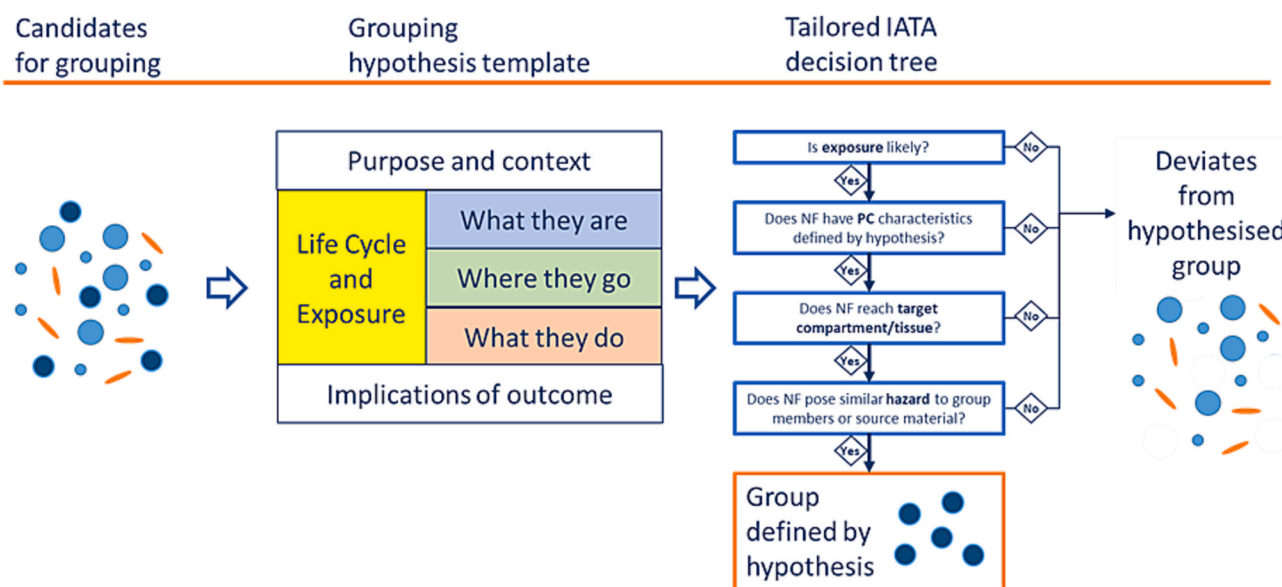 Candidates
for grouping
Grouping
hypothesis template
Tailored IATA
decision tree
Purpose and context
Life Cycle
and
Exposure
What they are
Where they go
What they do
Implications of outcome
Is exposure likely?
No
Yes
Does NF have PC characteristics
defined by hypothesis?
No
Yes
Does NF reach target
compartment/tissue?
No
Yes
Does NF pose similar hazard to group
members or source material?
No
Yes
Group
defined by
hypothesis
Deviates
from
hypothesised
group